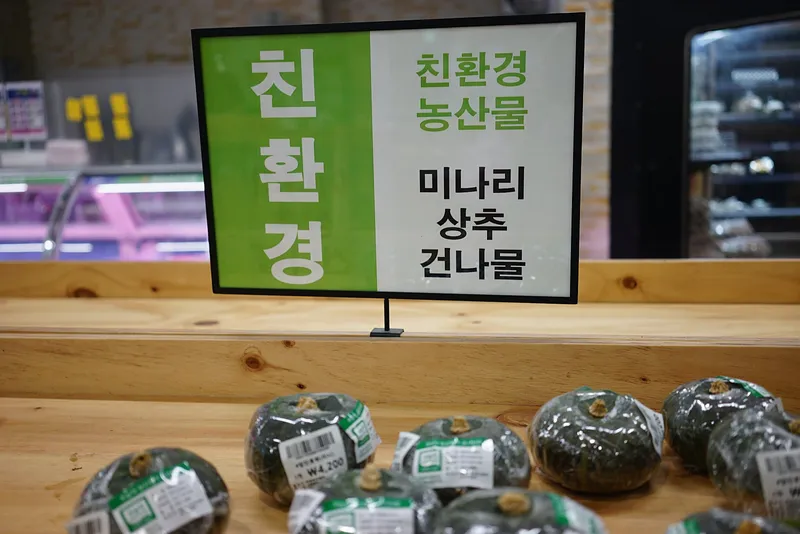 친환경
친환경
농산물
미나리
상추
건나물
₩4,200